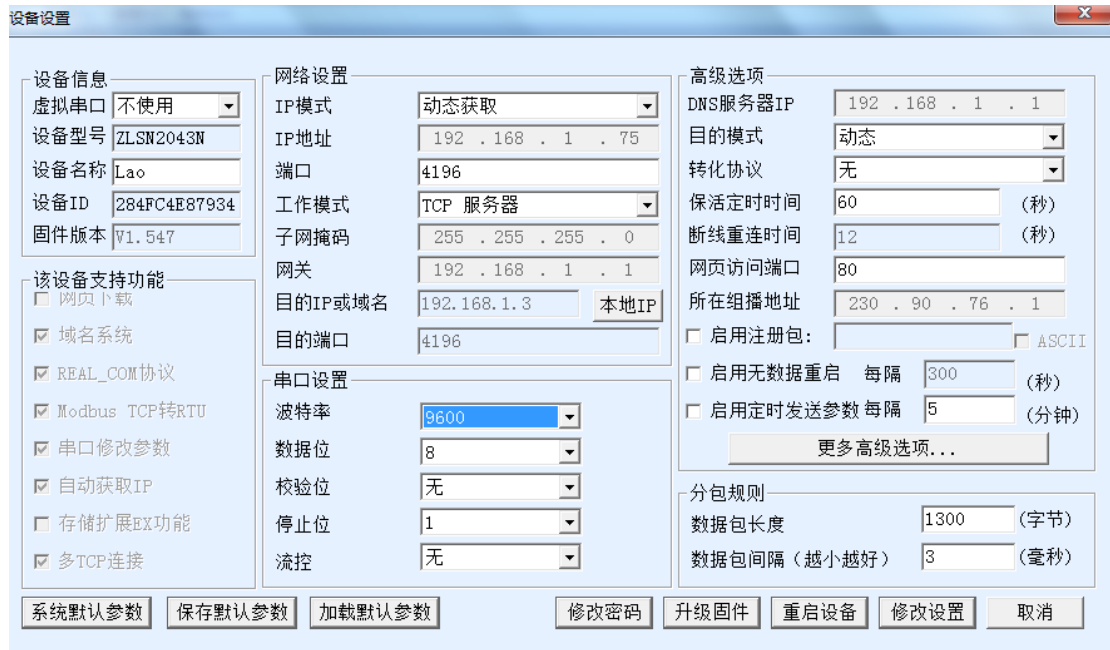 设备设置
设备信息
虚拟串口 不使用
设备型号 ZLSN2043N
设备名称 Lao
设备ID 284FC4E87934
固件版本 V1.547
该设备支持功能
网页下载
域名系统
REAL_COM协议
Modbus TCP转RTU
串口修改参数
自动获取IP
存储扩展EX功能
多TCP连接
网络设置
IP模式 动态获取
IP地址 192 .168 . 1 . 75
端口 4196
工作模式 TCP 服务器
子网掩码 255 .255 .255 . 0
网关 192 .168 . 1 . 1
目的IP或域名 192.168.1.3 本地IP
目的端口 4196
串口设置
波特率 9600
数据位 8
校验位 无
停止位 1
流控 无
高级选项
DNS服务器IP 192 .168 . 1 . 1
目的模式 动态
转化协议 无
保活定时时间 60 (秒)
断线重连时间 12 (秒)
网页访问端口 80
所在组播地址 230 . 90 . 76 . 1
启用注册包: ASCII
启用无数据重启 每隔 300 (秒)
启用定时发送参数 每隔 5 (分钟)
更多高级选项...
分包规则
数据包长度 1300 (字节)
数据包间隔（越小越好） 3 (毫秒)
系统默认参数 保存默认参数 加载默认参数 修改密码 升级固件 重启设备 修改设置 取消